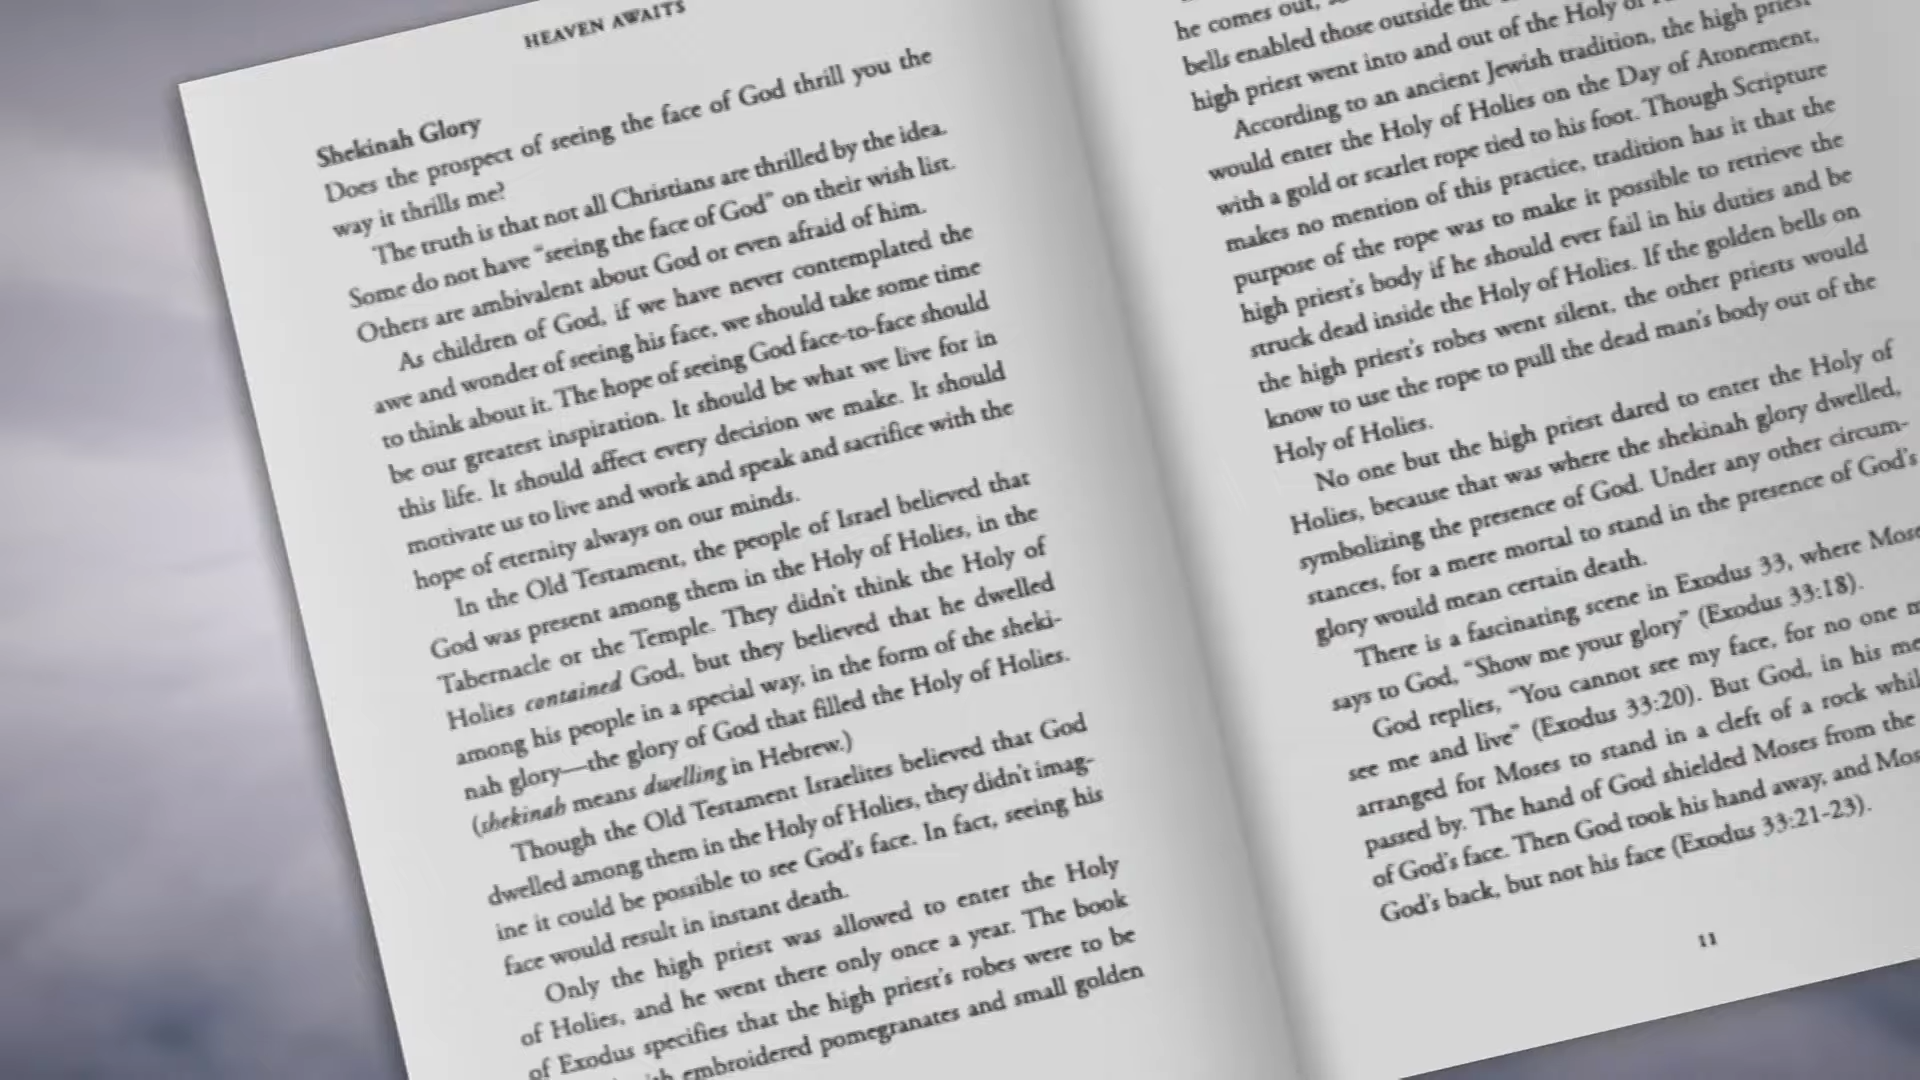 HEAVEN AWAITS
Shekinah Glory
Does the prospect of seeing the face of God thrill you the
way it thrills me?
The truth is that not all Christians are thrilled by the idea.
Some do not have “seeing the face of God” on their wish list.
Others are ambivalent about God or even afraid of him.
As children of God, if we have never contemplated the
awe and wonder of seeing his face, we should take some time
to think about it. The hope of seeing God face-to-face should
be our greatest inspiration. It should be what we live for in
this life. It should affect every decision we make. It should
motivate us to live and work and speak and sacrifice with the
hope of eternity always on our minds.
In the Old Testament, the people of Israel believed that
God was present among them in the Holy of Holies, in the
Tabernacle or the Temple. They didn't think the Holy of
Holies contained God, but they believed that he dwelled
among his people in a special way, in the form of the sheki-
nah glory—the glory of God that filled the Holy of Holies.
(shekinah means dwelling in Hebrew.)
Though the Old Testament Israelites believed that God
dwelled among them in the Holy of Holies, they didn't imag-
ine it could be possible to see God's face. In fact, seeing his
face would result in instant death.
Only the high priest was allowed to enter the Holy
of Holies, and he went there only once a year. The book
of Exodus specifies that the high priest's robes were to be
embroidered pomegranates and small golden
he comes out,
bells enabled those outside the
high priest went into and out of the Holy of
According to an ancient Jewish tradition, the high priest
would enter the Holy of Holies on the Day of Atonement,
with a gold or scarlet rope tied to his foot. Though Scripture
makes no mention of this practice, tradition has it that the
purpose of the rope was to make it possible to retrieve the
high priest's body if he should ever fail in his duties and be
struck dead inside the Holy of Holies. If the golden bells on
the high priest's robes went silent, the other priests would
know to use the rope to pull the dead man's body out of the
Holy of Holies.
No one but the high priest dared to enter the Holy of
Holies, because that was where the shekinah glory dwelled,
symbolizing the presence of God. Under any other circum-
stances, for a mere mortal to stand in the presence of God's
glory would mean certain death.
There is a fascinating scene in Exodus 33, where Mose
says to God, “Show me your glory” (Exodus 33:18).
God replies, “You cannot see my face, for no one m
see me and live” (Exodus 33:20). But God, in his me
arranged for Moses to stand in a cleft of a rock whil
passed by. The hand of God shielded Moses from the
of God's face. Then God took his hand away, and Mos
God's back, but not his face (Exodus 33:21-23).
11